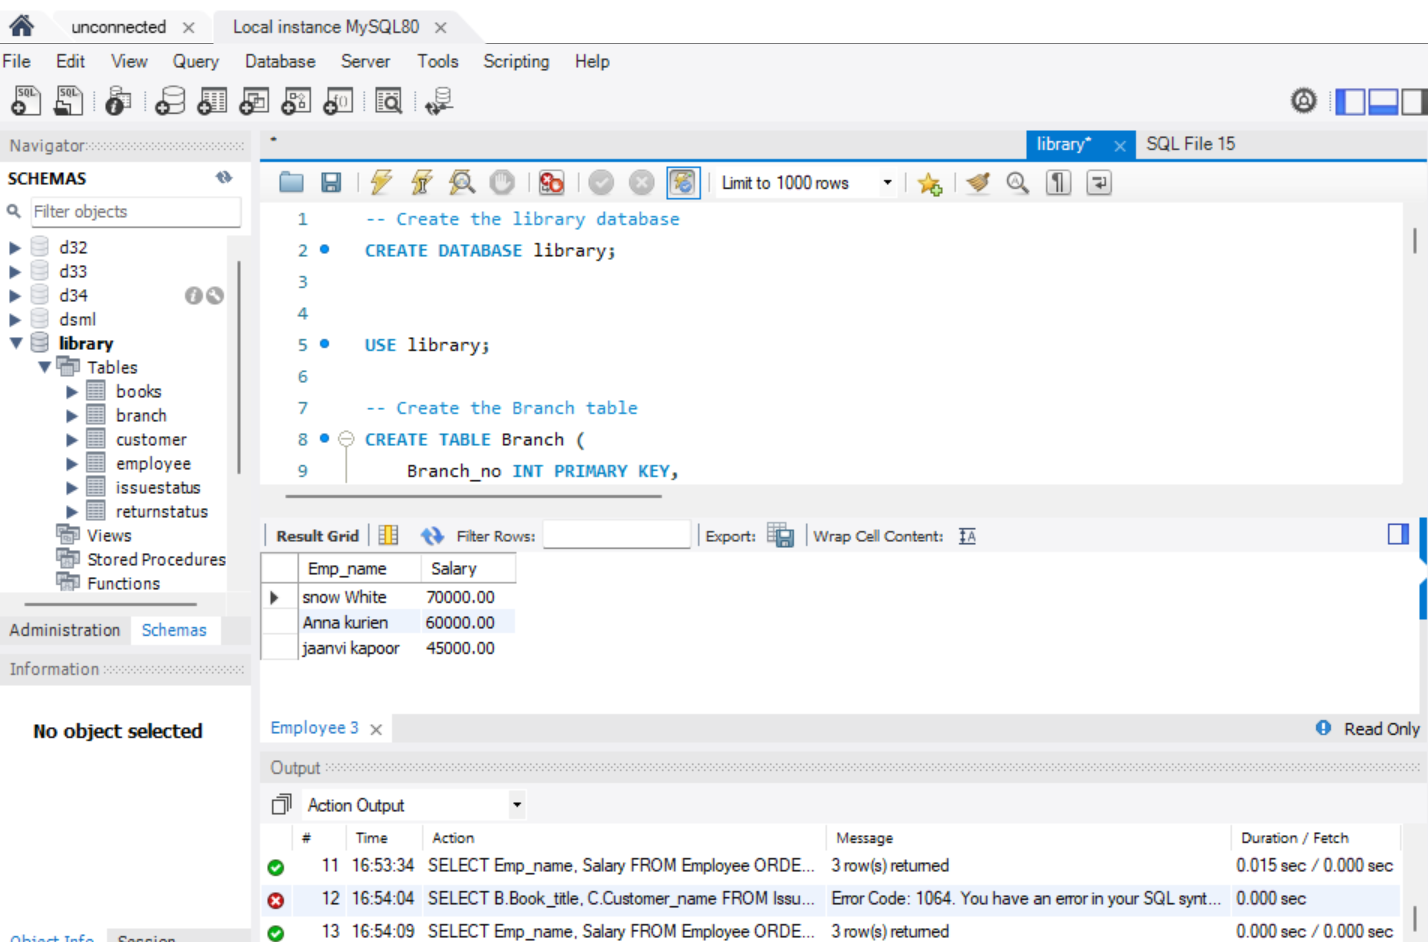 unconnected
Local instance MySQL80
File Edit View Query Database Server Tools Scripting Help
Navigator
SCHEMAS
Filter objects
d32
d33
d34
dsml
library
Tables
books
branch
customer
employee
issuestatus
returnstatus
Views
Stored Procedures
Functions
Administration Schemas
Information
No object selected
Object Info Session
*
library*
SQL File 15
Limit to 1000 rows
1 -- Create the library database
2 CREATE DATABASE library;
3
4
5 USE library;
6
7 -- Create the Branch table
8 CREATE TABLE Branch (
9 Branch_no INT PRIMARY KEY,
Result Grid Filter Rows: Export: Wrap Cell Content:
Emp_name Salary
snow White 70000.00
Anna kurien 60000.00
jaanvi kapoor 45000.00
Employee 3
Read Only
Output
Action Output
# Time Action Message Duration / Fetch
11 16:53:34 SELECT Emp_name, Salary FROM Employee ORDE... 3 row(s) returned 0.015 sec / 0.000 sec
12 16:54:04 SELECT B.Book_title, C.Customer_name FROM Issu... Error Code: 1064. You have an error in your SQL synt... 0.000 sec
13 16:54:09 SELECT Emp_name, Salary FROM Employee ORDE... 3 row(s) returned 0.000 sec / 0.000 sec